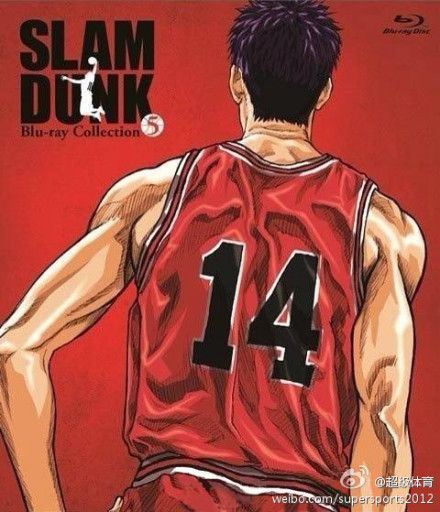 SLAM
DUNK
Blu-ray Collection 5
Blu-ray Disc
14
@超级体育
weibo.com/supersports2012